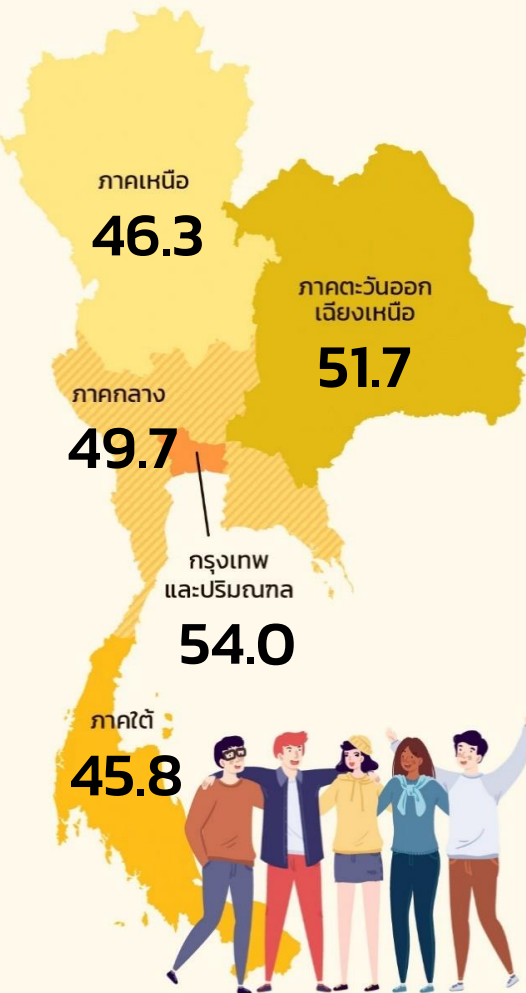 ภาคเหนือ
46.3
ภาคตะวันออก
เฉียงเหนือ
51.7
ภาคกลาง
49.7
กรุงเทพ
และปริมณฑล
54.0
ภาคใต้
45.8